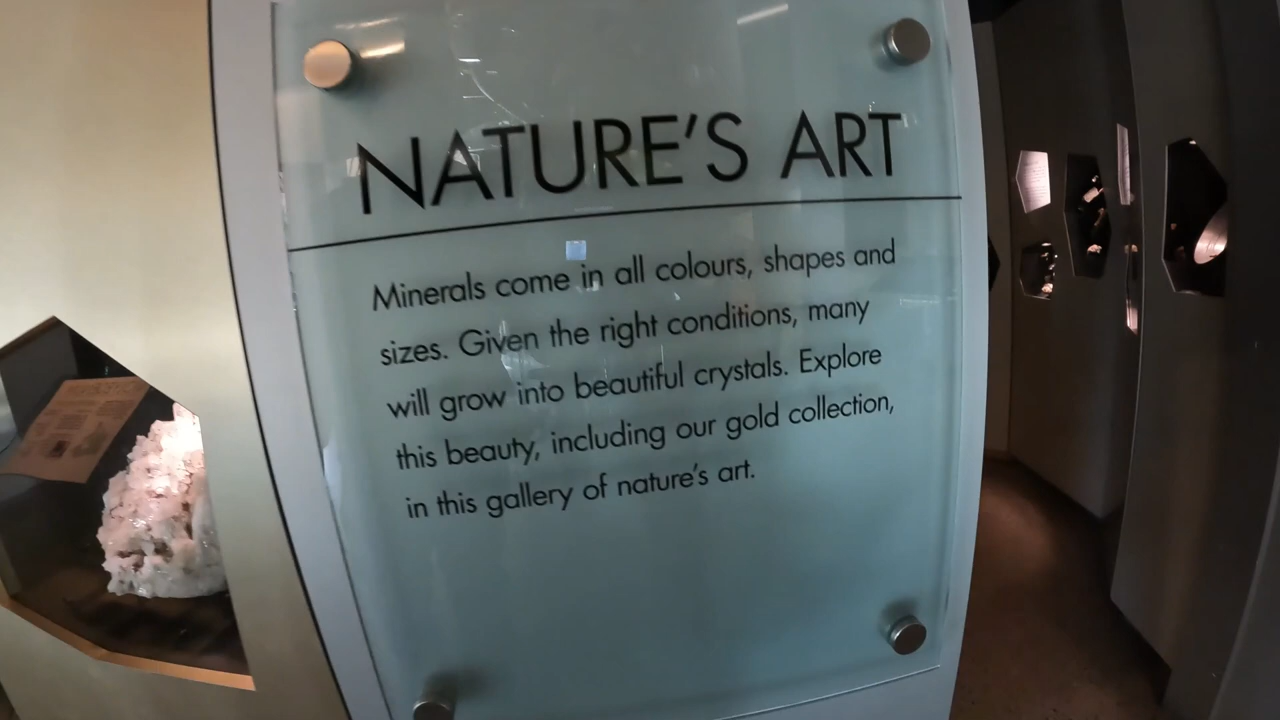 NATURE'S ART
Minerals come in all colours, shapes and
sizes. Given the right conditions, many
will grow into beautiful crystals. Explore
this beauty, including our gold collection,
in this gallery of nature's art.